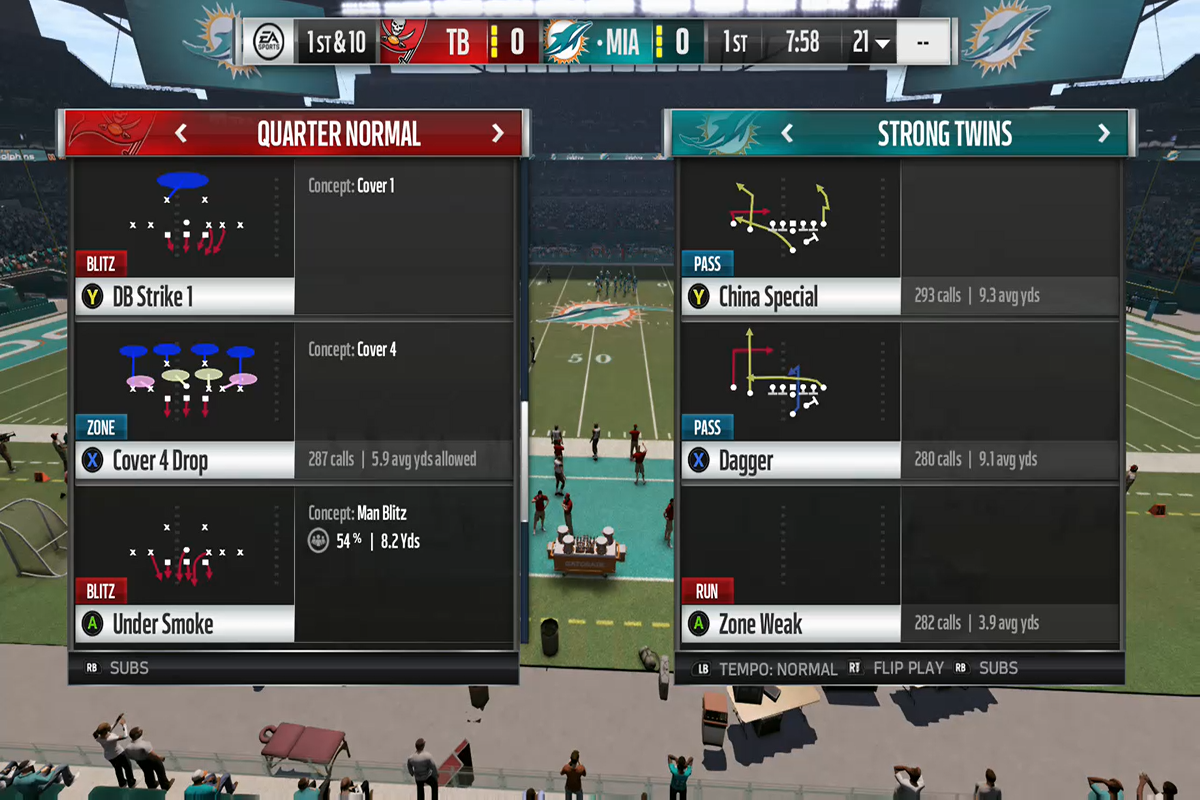 EA SPORTS 1ST & 10 TB 0 MIA 0 1ST 7:58 21 --
QUARTER NORMAL
Concept: Cover 1
BLITZ
Y DB Strike 1
Concept: Cover 4
ZONE
X Cover 4 Drop 287 calls | 5.9 avg yds allowed
Concept: Man Blitz
54% | 8.2 Yds
BLITZ
A Under Smoke
RB SUBS
STRONG TWINS
PASS
Y China Special 293 calls | 9.3 avg yds
PASS
X Dagger 280 calls | 9.1 avg yds
RUN
A Zone Weak 282 calls | 3.9 avg yds
LB TEMPO: NORMAL RT FLIP PLAY RB SUBS
50